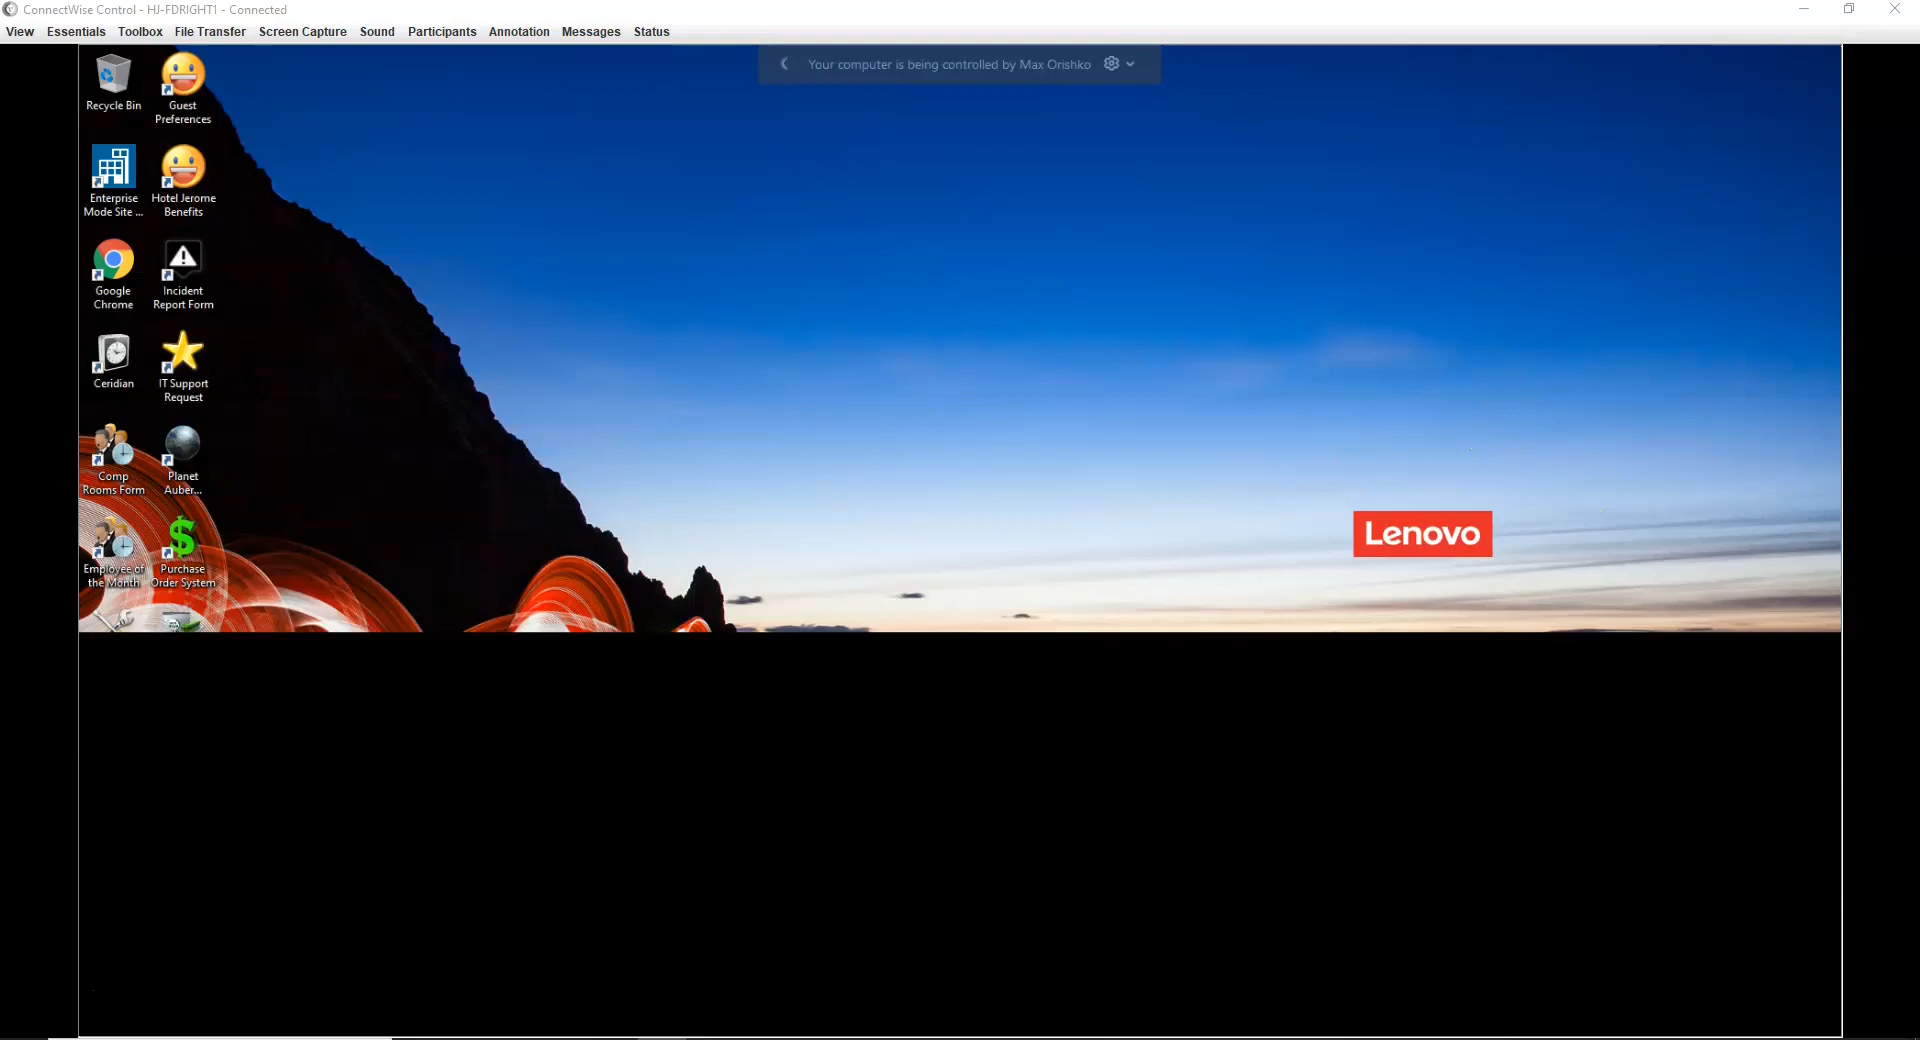 ConnectWise Control - HJ-FDRIGHT1 - Connected
View Essentials Toolbox File Transfer Screen Capture Sound Participants Annotation Messages Status
Your computer is being controlled by Max Orishko
Recycle Bin
Guest
Preferences
Enterprise
Mode Site ...
Hotel Jerome
Benefits
Google
Chrome
Incident
Report Form
Ceridian
IT Support
Request
Comp
Rooms Form
Planet
Auber...
Employee of
the Month
Purchase
Order System
Lenovo